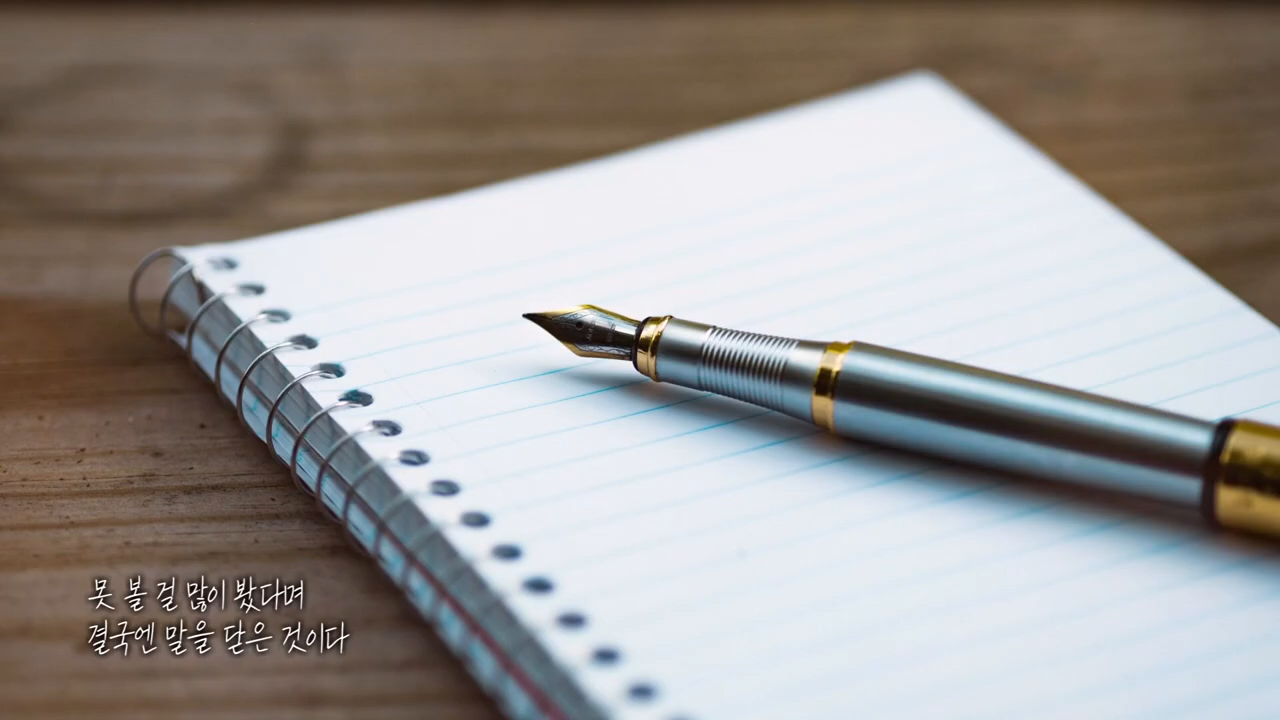 못 볼 걸 많이 봤다며
결국엔 말을 닫은 것이다